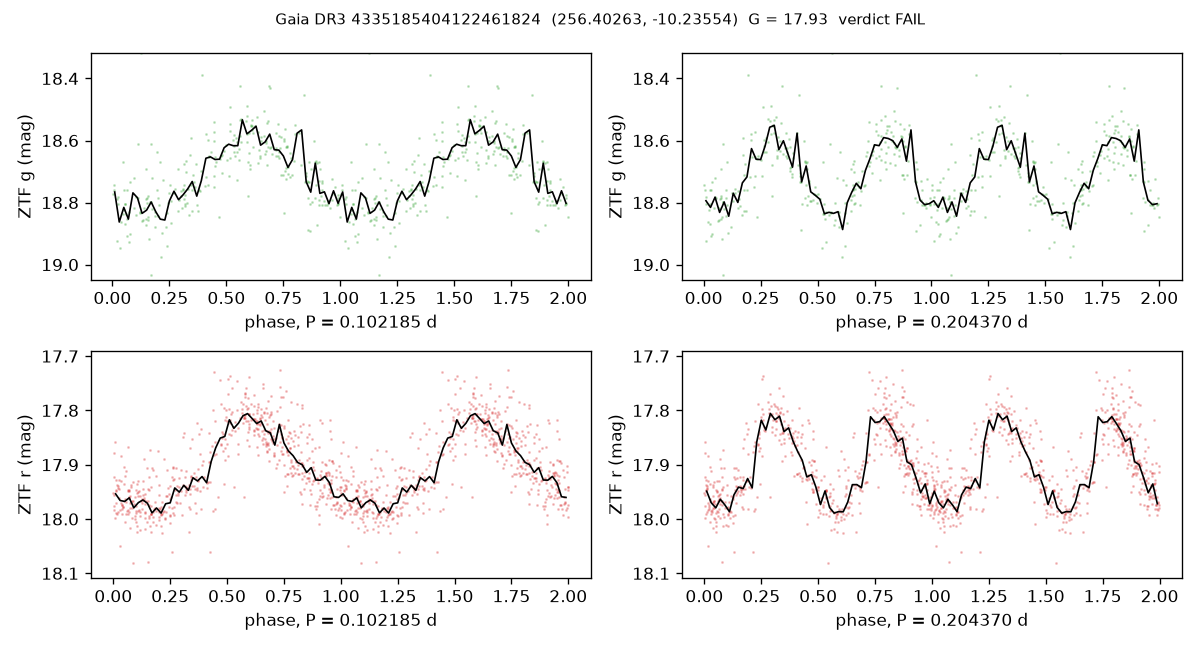 Gaia DR3 4335185404122461824 (256.40263, -10.23554) G = 17.93 verdict FAIL
ZTF g (mag)
18.4
18.6
18.8
19.0
0.00 0.25 0.50 0.75 1.00 1.25 1.50 1.75 2.00
phase, P = 0.102185 d
ZTF g (mag)
18.4
18.6
18.8
19.0
0.00 0.25 0.50 0.75 1.00 1.25 1.50 1.75 2.00
phase, P = 0.204370 d
ZTF r (mag)
17.7
17.8
17.9
18.0
18.1
0.00 0.25 0.50 0.75 1.00 1.25 1.50 1.75 2.00
phase, P = 0.102185 d
ZTF r (mag)
17.7
17.8
17.9
18.0
18.1
0.00 0.25 0.50 0.75 1.00 1.25 1.50 1.75 2.00
phase, P = 0.204370 d